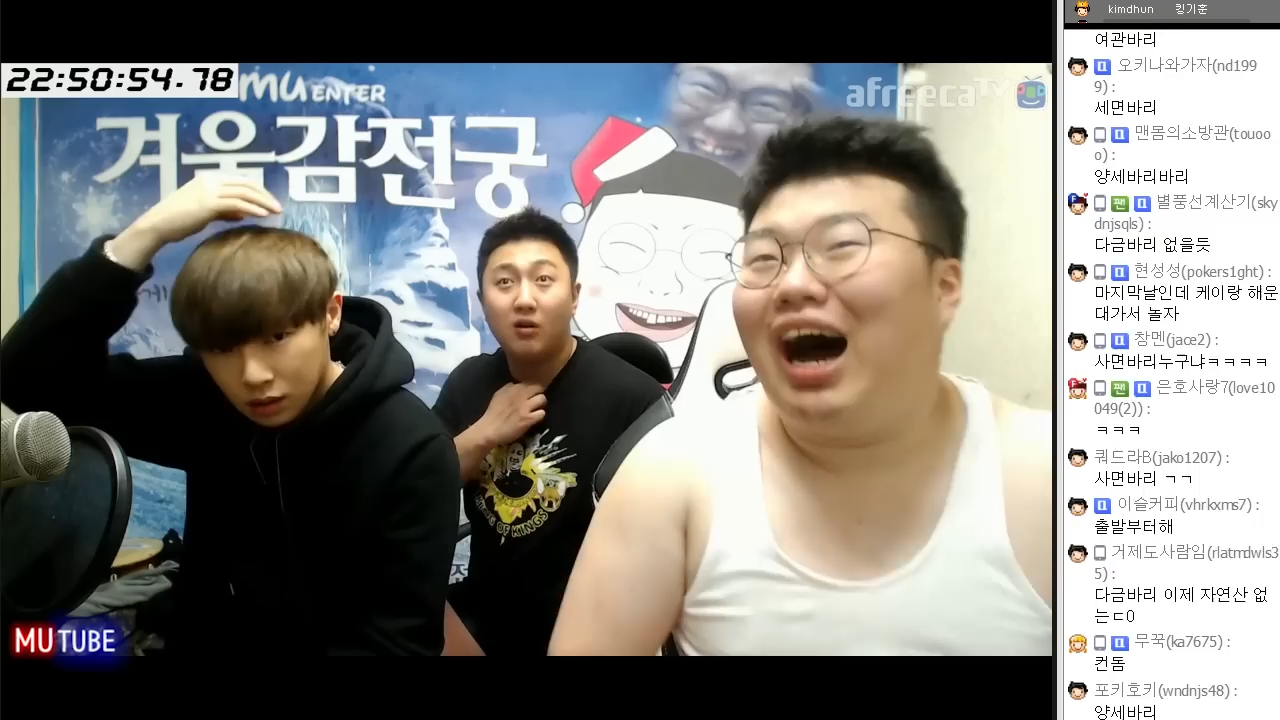 kimdhun 킹기훈
22:50:54.78
mu ENTER
afreecaTV
겨울감전궁
KING OF KINGS
MUTUBE
여관바리
오키나와가자(nd199
9) :
세면바리
맨몸의소방관(touoo
o) :
양세바리바리
팬 별풍선계산기(sky
dnjsqls) :
다금바리 없을듯
현성성(pokers1ght) :
마지막날인데 케이랑 해운
대가서 놀자
창멘(jace2) :
사면바리누구냐ㅋㅋㅋㅋ
팬 은호사랑7(love10
049(2)) :
ㅋㅋㅋ
쿼드라B(jako1207) :
사면바리 ㄱㄱ
이슬커피(vhrkxms7) :
출발부터해
거제도사람임(rlatmdwls3
5) :
다금바리 이제 자연산 없
는ㄷ0
무꾹(ka7675) :
컨돔
포키호키(wndnjs48) :
양세바리